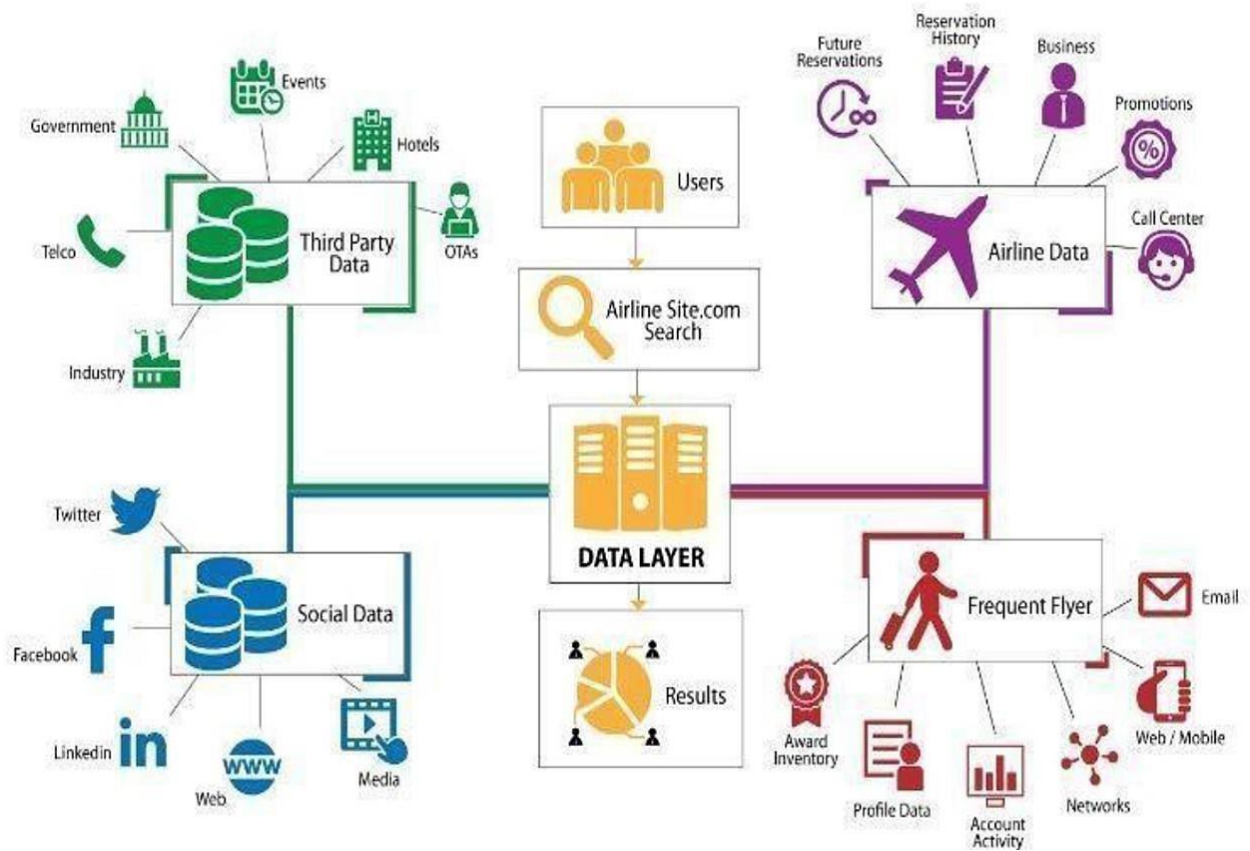 Government
Events
Hotels
Telco
Third Party
Data
OTAs
Industry
Users
Airline Site.com
Search
DATA LAYER
Results
Future
Reservations
Reservation
History
Business
Promotions
%
Airline Data
Call Center
Twitter
Facebook
f
Social Data
Linkedin
in
Web
WWW
Media
Frequent Flyer
Email
Web / Mobile
Award
Inventory
Profile Data
Account
Activity
Networks
H